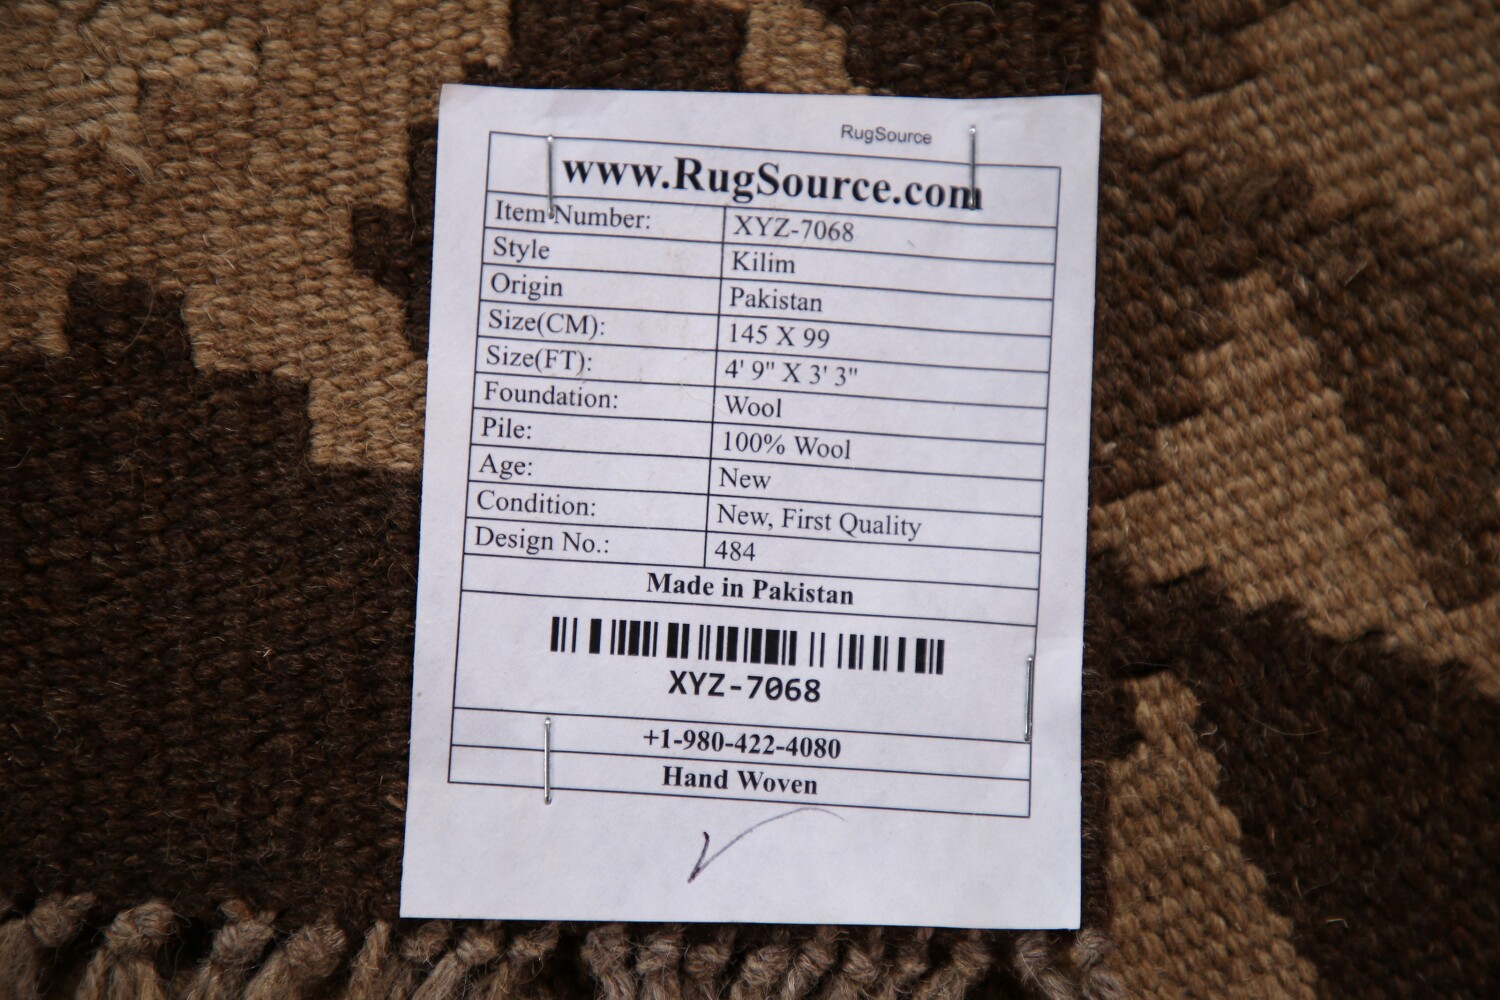 RugSource
www.RugSource.com
Item Number: XYZ-7068
Style Kilim
Origin Pakistan
Size(CM): 145 X 99
Size(FT): 4' 9" X 3' 3"
Foundation: Wool
Pile: 100% Wool
Age: New
Condition: New, First Quality
Design No.: 484
Made in Pakistan
XYZ-7068
+1-980-422-4080
Hand Woven